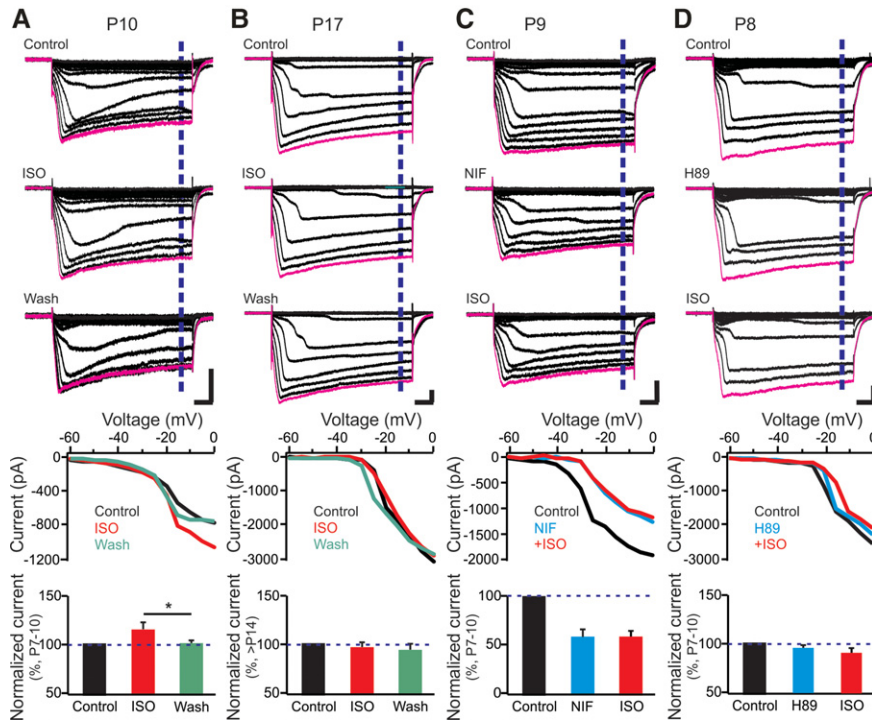 A P10 B P17 C P9 D P8
Control Control Control Control
ISO ISO NIF H89
Wash Wash ISO ISO
Voltage (mV) Voltage (mV) Voltage (mV) Voltage (mV)
-60 -40 -20 0 -60 -40 -20 0 -60 -40 -20 0 -60 -40 -20 0
Current (pA)
0
-400
-800
-1200
Control
ISO
Wash
Current (pA)
0
-1000
-2000
-3000
Control
ISO
Wash
Current (pA)
0
-500
-1000
-1500
-2000
Control
NIF
+ISO
Current (pA)
0
-1000
-2000
-3000
Control
H89
+ISO
Normalized current
(%, P7-10)
150
100
50
*
Control ISO Wash
Normalized current
(%, >P14)
150
100
50
Control ISO Wash
Normalized current
(%, P7-10)
100
75
50
25
0
Control NIF ISO
Normalized current
(%, P7-10)
150
100
50
Control H89 ISO